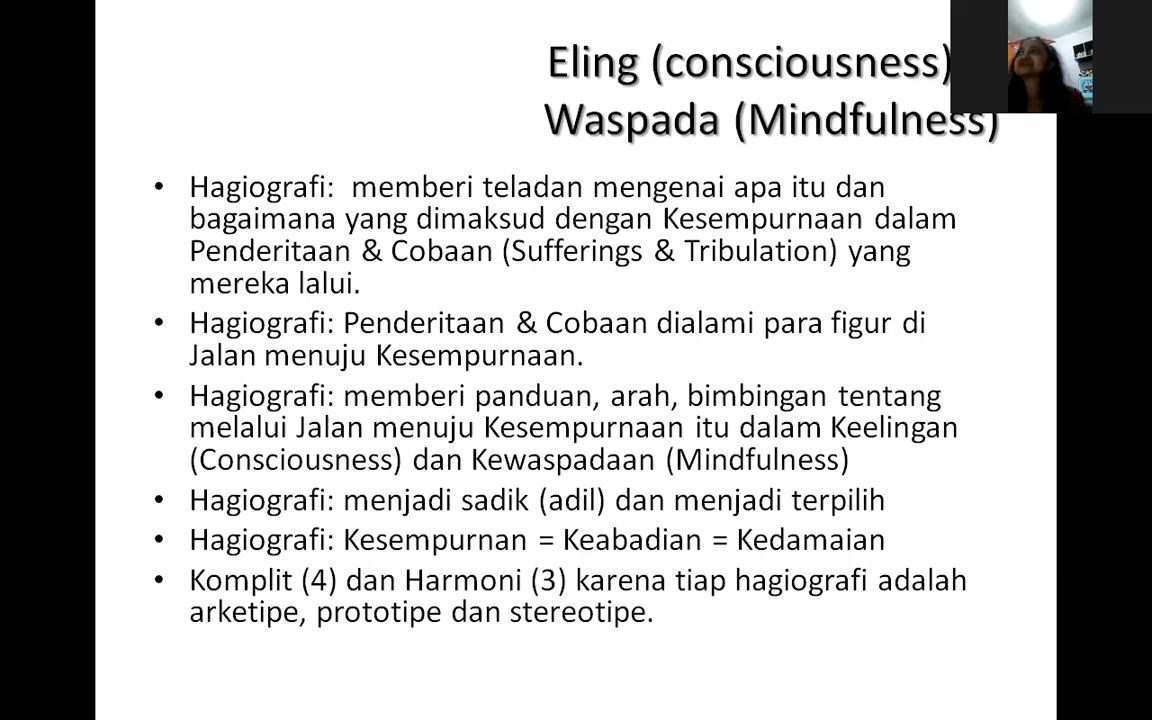 Eling (consciousness)
Waspada (Mindfulness)
• Hagiografi: memberi teladan mengenai apa itu dan
bagaimana yang dimaksud dengan Kesempurnaan dalam
Penderitaan & Cobaan (Sufferings & Tribulation) yang
mereka lalui.
• Hagiografi: Penderitaan & Cobaan dialami para figur di
Jalan menuju Kesempurnaan.
• Hagiografi: memberi panduan, arah, bimbingan tentang
melalui Jalan menuju Kesempurnaan itu dalam Keelingan
(Consciousness) dan Kewaspadaan (Mindfulness)
• Hagiografi: menjadi sadik (adil) dan menjadi terpilih
• Hagiografi: Kesempurnan = Keabadian = Kedamaian
• Komplit (4) dan Harmoni (3) karena tiap hagiografi adalah
arketipe, prototipe dan stereotipe.